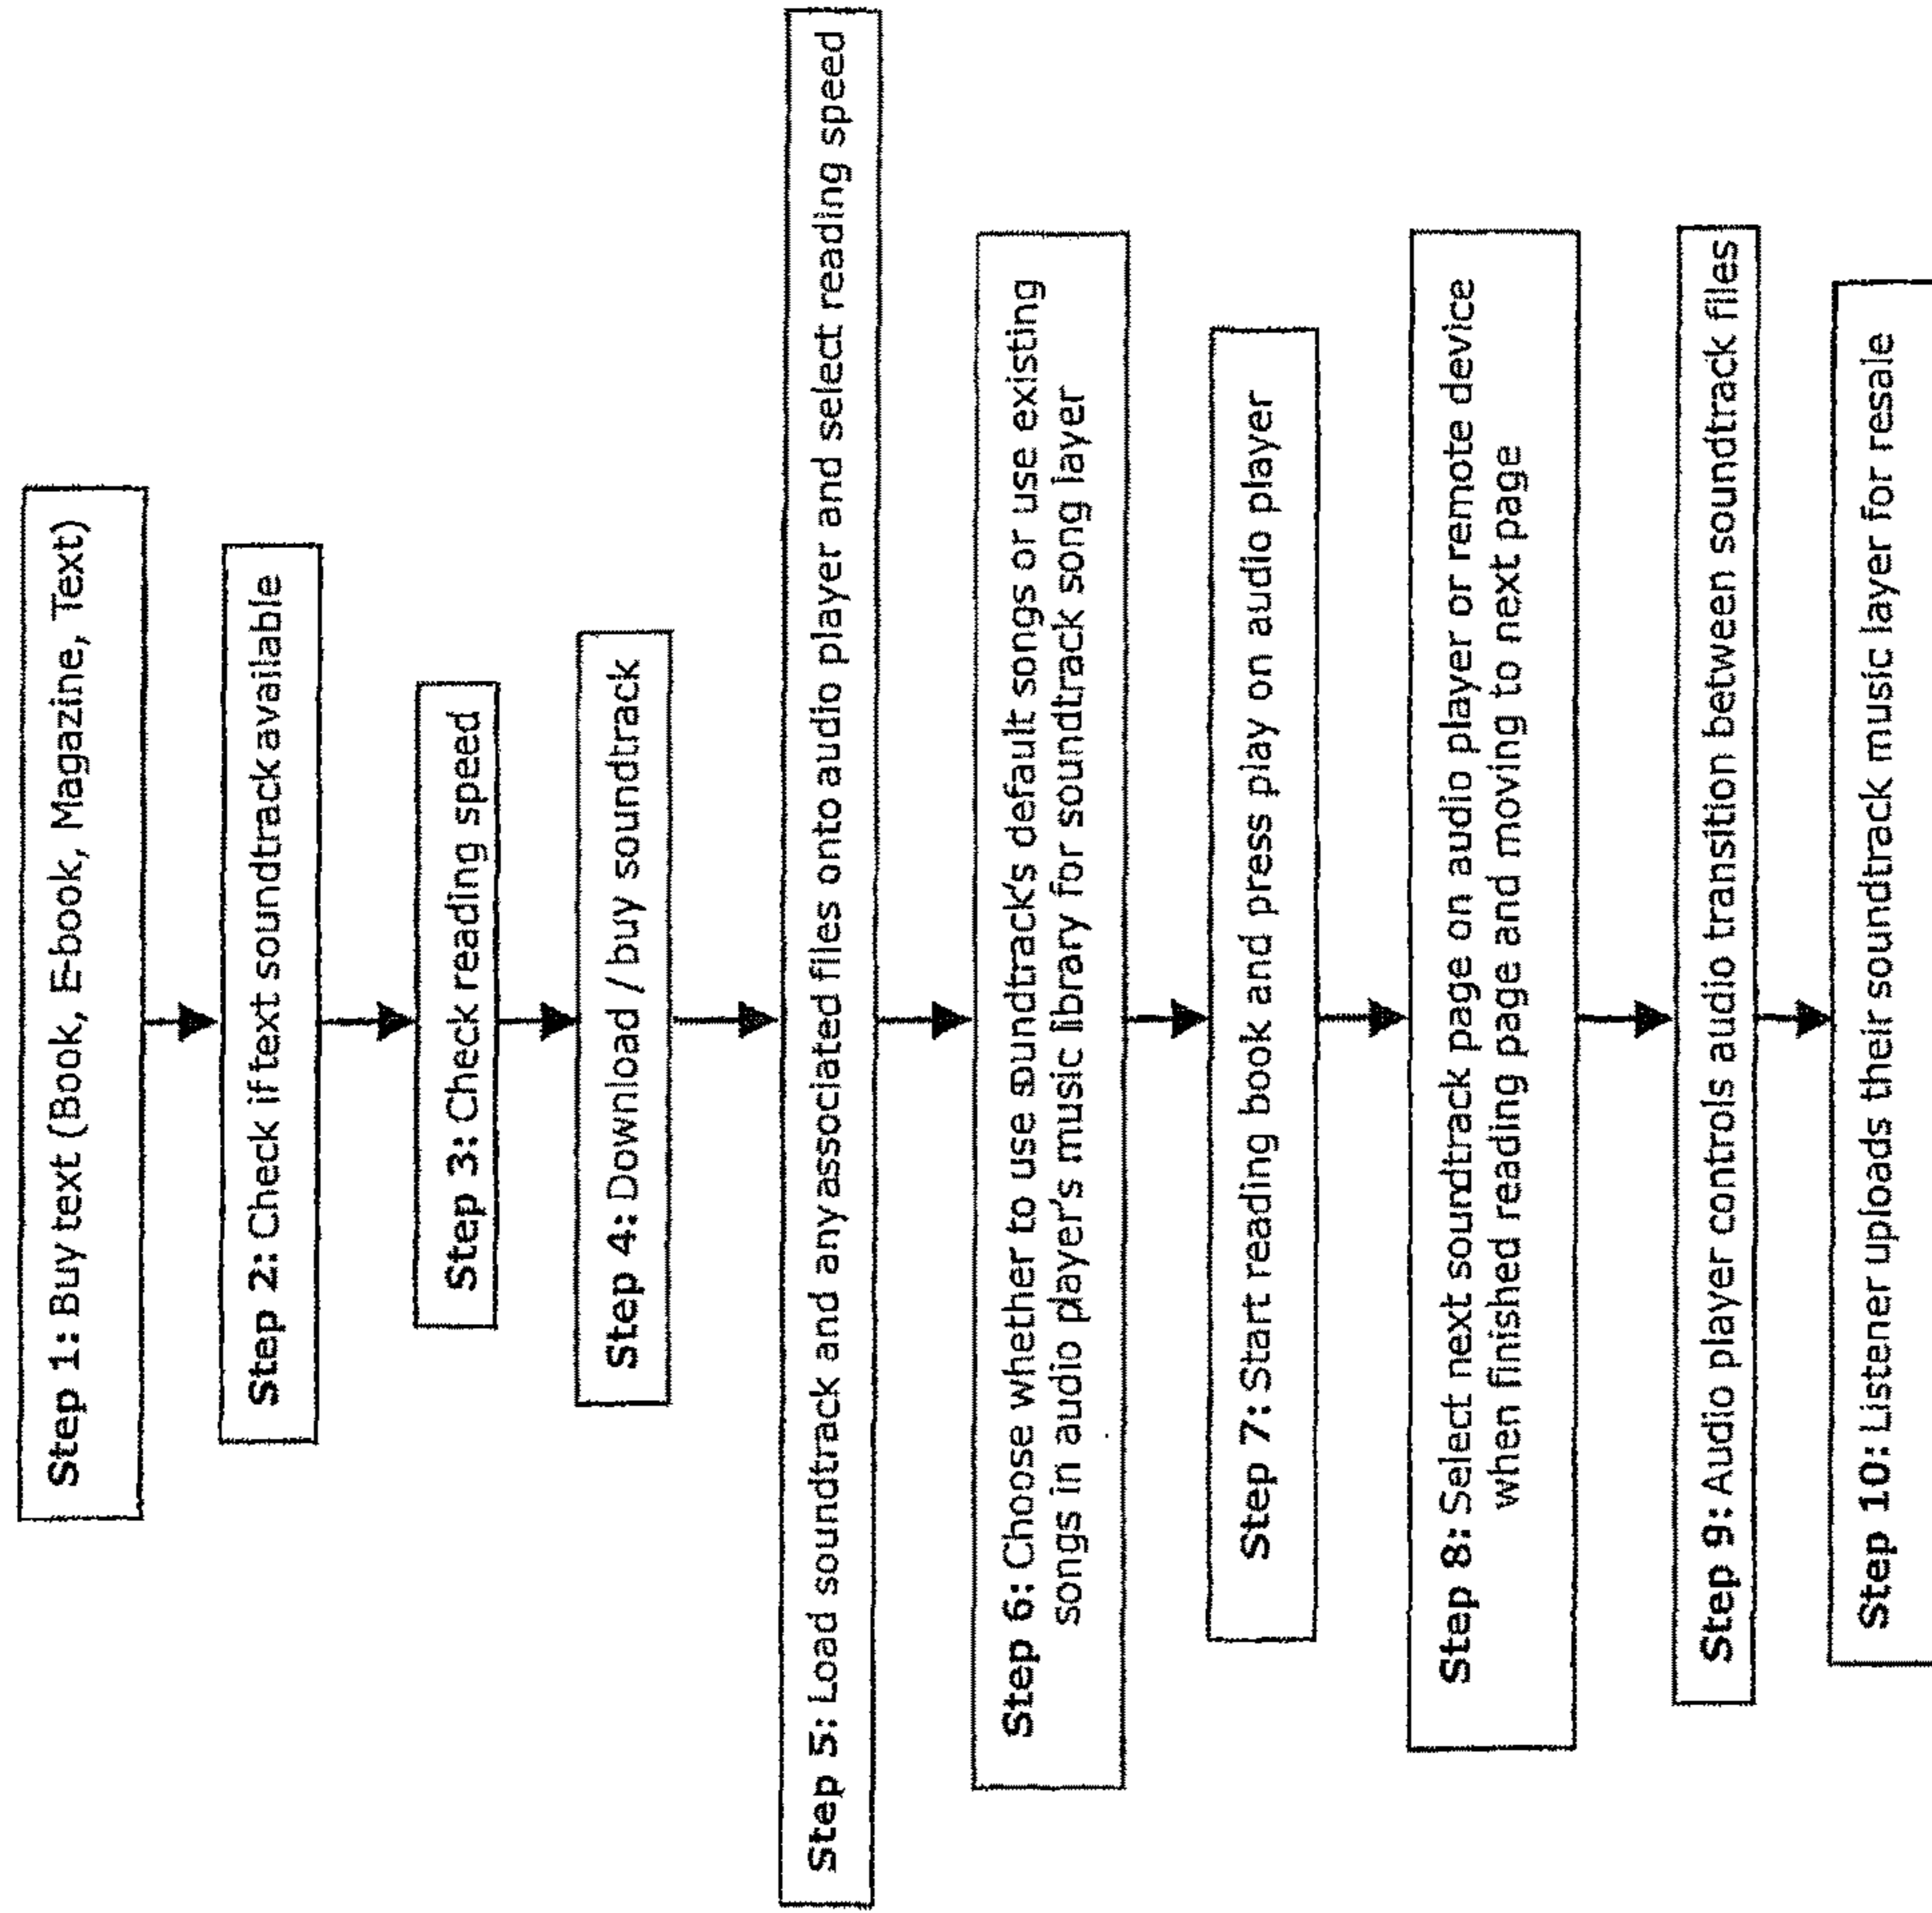 Step 1: Buy text (Book, E-book, Magazine, Text)
Step 2: Check if text soundtrack available
Step 3: Check reading speed
Step 4: Download / buy soundtrack
Step 5: Load soundtrack and any associated files onto audio player and select reading speed
Step 6: Choose whether to use soundtrack's default songs or use existing
songs in audio player's music library for soundtrack song layer
Step 7: Start reading book and press play on audio player
Step 8: Select next soundtrack page on audio player or remote device
when finished reading page and moving to next page
Step 9: Audio player controls audio transition between soundtrack files
Step 10: Listener uploads their soundtrack music layer for resale